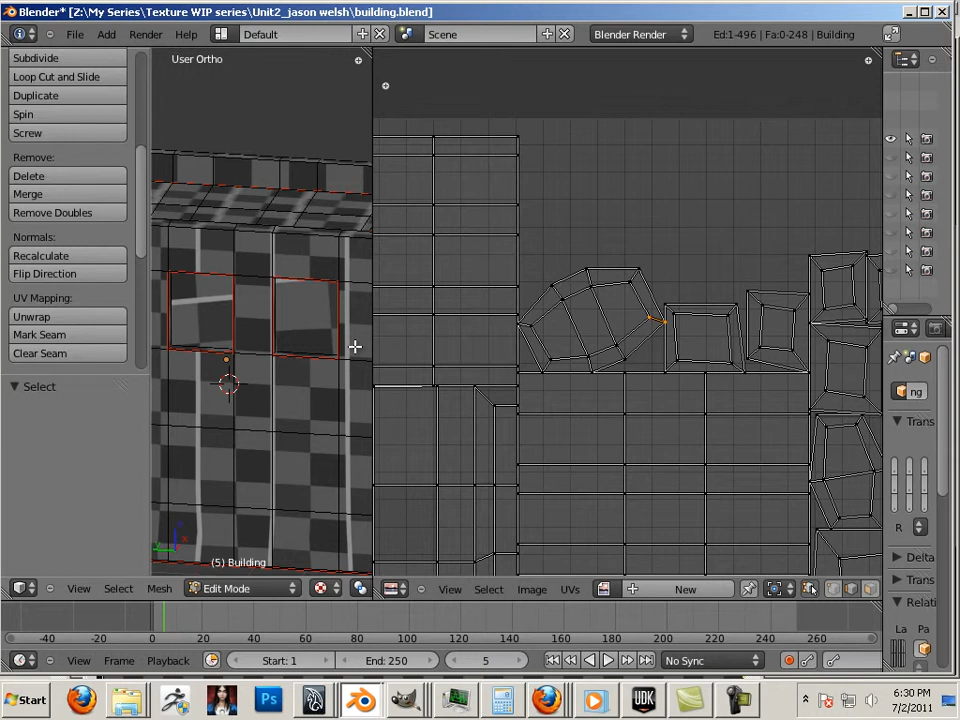 Blender* [Z:\My Series\Texture WIP series\Unit2_jason welsh\building.blend]
File Add Render Help Default Scene Blender Render Ed:1-496 | Fa:0-248 | Building
Subdivide
Loop Cut and Slide
Duplicate
Spin
Screw
Remove:
Delete
Merge
Remove Doubles
Normals:
Recalculate
Flip Direction
UV Mapping:
Unwrap
Mark Seam
Clear Seam
Select
User Ortho
(5) Building
ng
Trans
R
Delta
Trans
Relati
La Pa
View Select Mesh Edit Mode
View Select Image UVs New
-40 -20 0 20 40 60 80 100 120 140 160 180 200 220 240 260
View Frame Playback Start: 1 End: 250 5 No Sync
Start Ps UDK 6:30 PM
7/2/2011